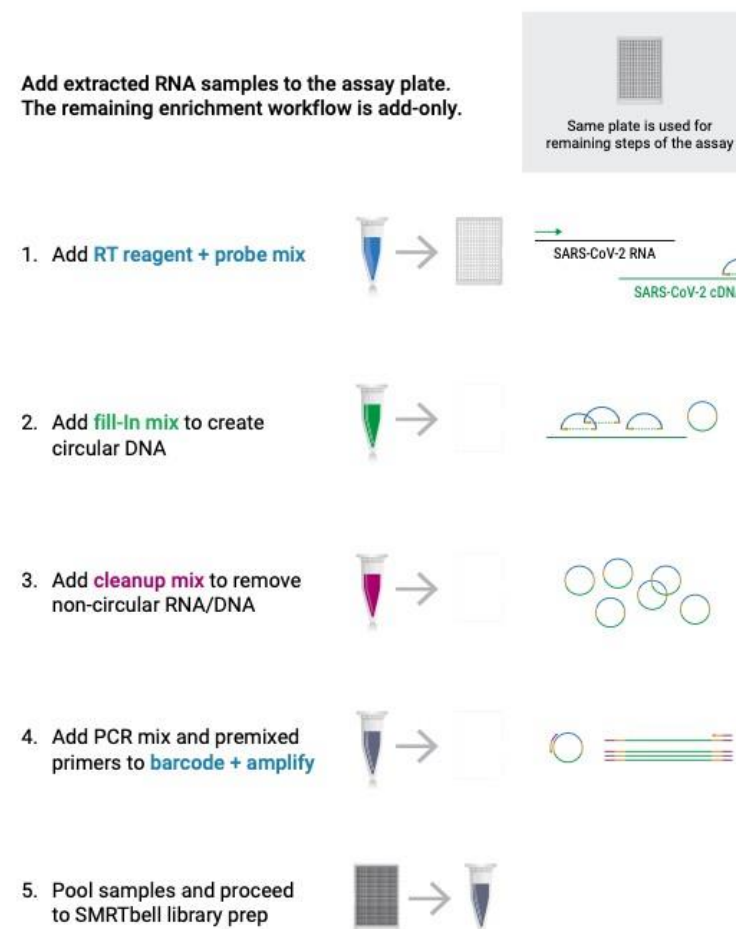 Add extracted RNA samples to the assay plate.
The remaining enrichment workflow is add-only.
Same plate is used for
remaining steps of the assay
1. Add RT reagent + probe mix
SARS-CoV-2 RNA
SARS-CoV-2 cDN
2. Add fill-In mix to create
circular DNA
3. Add cleanup mix to remove
non-circular RNA/DNA
4. Add PCR mix and premixed
primers to barcode + amplify
5. Pool samples and proceed
to SMRTbell library prep